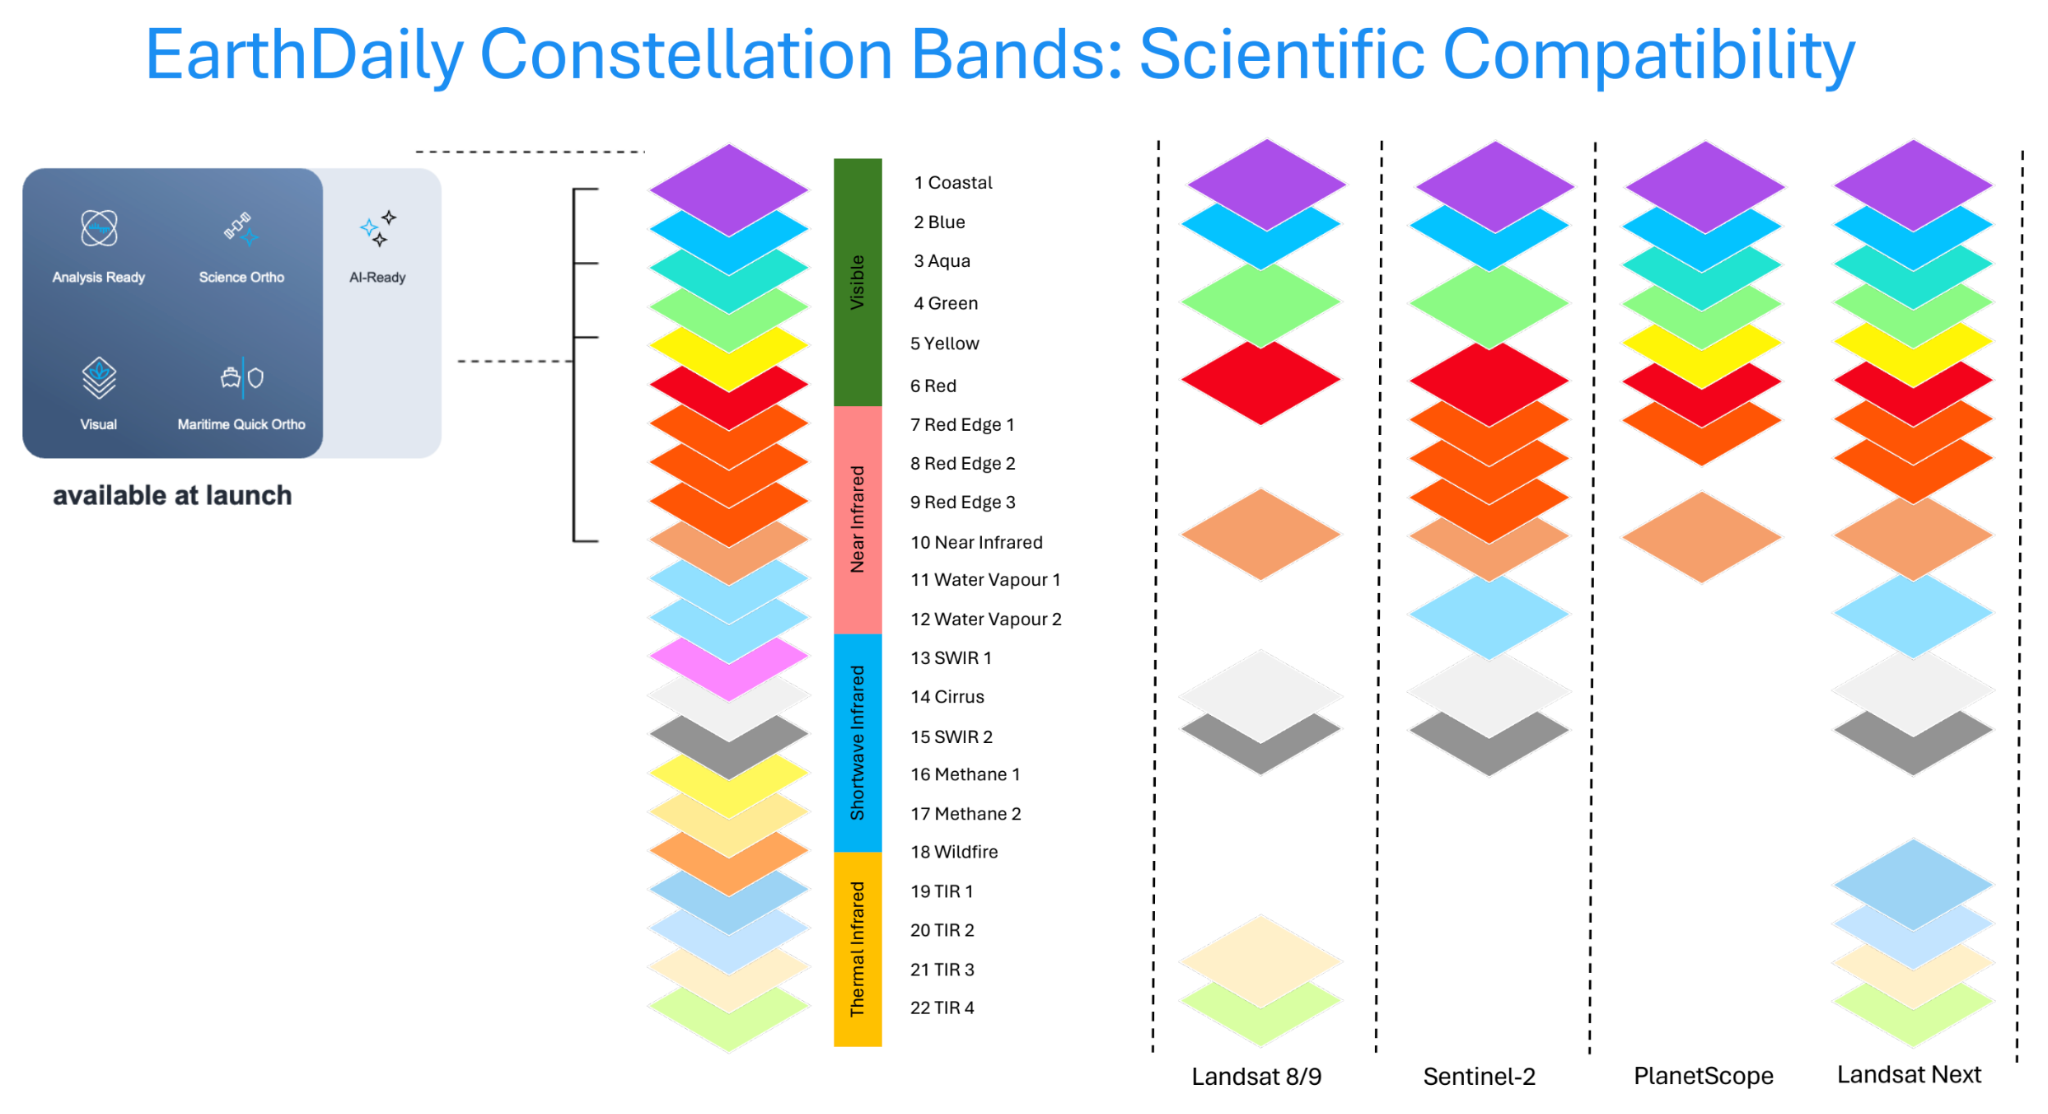 EarthDaily Constellation Bands: Scientific Compatibility
Analysis Ready
Science Ortho
AI-Ready
Visual
Maritime Quick Ortho
available at launch
Visible
Near Infrared
Shortwave Infrared
Thermal Infrared
1 Coastal
2 Blue
3 Aqua
4 Green
5 Yellow
6 Red
7 Red Edge 1
8 Red Edge 2
9 Red Edge 3
10 Near Infrared
11 Water Vapour 1
12 Water Vapour 2
13 SWIR 1
14 Cirrus
15 SWIR 2
16 Methane 1
17 Methane 2
18 Wildfire
19 TIR 1
20 TIR 2
21 TIR 3
22 TIR 4
Landsat 8/9
Sentinel-2
PlanetScope
Landsat Next